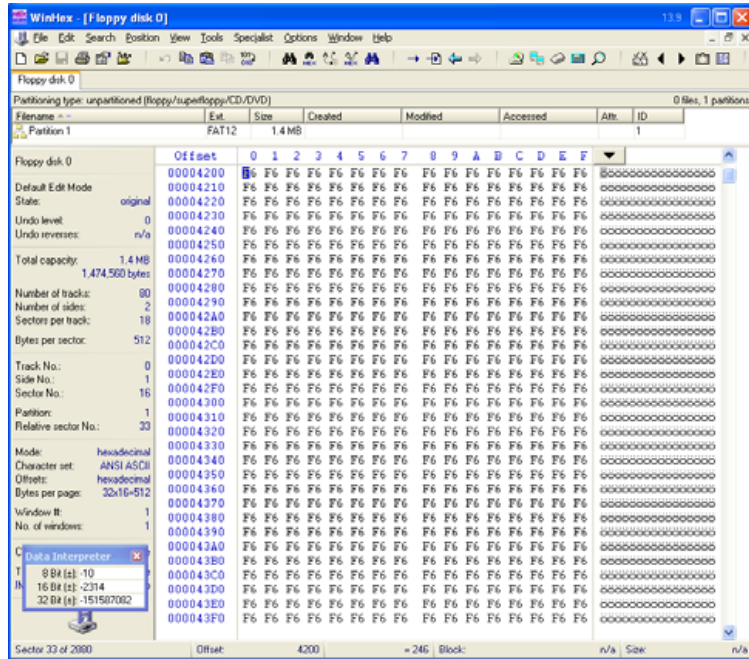 WinHex - [Floppy disk 0]
13.9
File Edit Search Position View Tools Specialist Options Window Help
Floppy disk 0
Partitioning type: unpartitioned (floppy/superfloppy/CD/DVD)
0 files, 1 partitions
Filename Ext. Size Created Modified Accessed Attr. ID
Partition 1 FAT12 1.4 MB 1
Floppy disk 0
Default Edit Mode
State: original
Undo level: 0
Undo reverses: n/a
Total capacity: 1.4 MB
1,474,560 bytes
Number of tracks: 80
Number of sides: 2
Sectors per track: 18
Bytes per sector: 512
Track No.: 0
Side No.: 1
Sector No.: 16
Partition: 1
Relative sector No.: 33
Mode: hexadecimal
Character set: ANSI ASCII
Offsets: hexadecimal
Bytes per page: 32x16=512
Window #: 1
No. of windows: 1
Data Interpreter
8 Bit (±): -10
16 Bit (±): -2314
32 Bit (±): -151587082
Offset 0 1 2 3 4 5 6 7 8 9 A B C D E F
00004200 F6 F6 F6 F6 F6 F6 F6 F6 F6 F6 F6 F6 F6 F6 F6 F6 öööööööööööööööö
00004210 F6 F6 F6 F6 F6 F6 F6 F6 F6 F6 F6 F6 F6 F6 F6 F6 öööööööööööööööö
00004220 F6 F6 F6 F6 F6 F6 F6 F6 F6 F6 F6 F6 F6 F6 F6 F6 öööööööööööööööö
00004230 F6 F6 F6 F6 F6 F6 F6 F6 F6 F6 F6 F6 F6 F6 F6 F6 öööööööööööööööö
00004240 F6 F6 F6 F6 F6 F6 F6 F6 F6 F6 F6 F6 F6 F6 F6 F6 öööööööööööööööö
00004250 F6 F6 F6 F6 F6 F6 F6 F6 F6 F6 F6 F6 F6 F6 F6 F6 öööööööööööööööö
00004260 F6 F6 F6 F6 F6 F6 F6 F6 F6 F6 F6 F6 F6 F6 F6 F6 öööööööööööööööö
00004270 F6 F6 F6 F6 F6 F6 F6 F6 F6 F6 F6 F6 F6 F6 F6 F6 öööööööööööööööö
00004280 F6 F6 F6 F6 F6 F6 F6 F6 F6 F6 F6 F6 F6 F6 F6 F6 öööööööööööööööö
00004290 F6 F6 F6 F6 F6 F6 F6 F6 F6 F6 F6 F6 F6 F6 F6 F6 öööööööööööööööö
000042A0 F6 F6 F6 F6 F6 F6 F6 F6 F6 F6 F6 F6 F6 F6 F6 F6 öööööööööööööööö
000042B0 F6 F6 F6 F6 F6 F6 F6 F6 F6 F6 F6 F6 F6 F6 F6 F6 öööööööööööööööö
000042C0 F6 F6 F6 F6 F6 F6 F6 F6 F6 F6 F6 F6 F6 F6 F6 F6 öööööööööööööööö
000042D0 F6 F6 F6 F6 F6 F6 F6 F6 F6 F6 F6 F6 F6 F6 F6 F6 öööööööööööööööö
000042E0 F6 F6 F6 F6 F6 F6 F6 F6 F6 F6 F6 F6 F6 F6 F6 F6 öööööööööööööööö
000042F0 F6 F6 F6 F6 F6 F6 F6 F6 F6 F6 F6 F6 F6 F6 F6 F6 öööööööööööööööö
00004300 F6 F6 F6 F6 F6 F6 F6 F6 F6 F6 F6 F6 F6 F6 F6 F6 öööööööööööööööö
00004310 F6 F6 F6 F6 F6 F6 F6 F6 F6 F6 F6 F6 F6 F6 F6 F6 öööööööööööööööö
00004320 F6 F6 F6 F6 F6 F6 F6 F6 F6 F6 F6 F6 F6 F6 F6 F6 öööööööööööööööö
00004330 F6 F6 F6 F6 F6 F6 F6 F6 F6 F6 F6 F6 F6 F6 F6 F6 öööööööööööööööö
00004340 F6 F6 F6 F6 F6 F6 F6 F6 F6 F6 F6 F6 F6 F6 F6 F6 öööööööööööööööö
00004350 F6 F6 F6 F6 F6 F6 F6 F6 F6 F6 F6 F6 F6 F6 F6 F6 öööööööööööööööö
00004360 F6 F6 F6 F6 F6 F6 F6 F6 F6 F6 F6 F6 F6 F6 F6 F6 öööööööööööööööö
00004370 F6 F6 F6 F6 F6 F6 F6 F6 F6 F6 F6 F6 F6 F6 F6 F6 öööööööööööööööö
00004380 F6 F6 F6 F6 F6 F6 F6 F6 F6 F6 F6 F6 F6 F6 F6 F6 öööööööööööööööö
00004390 F6 F6 F6 F6 F6 F6 F6 F6 F6 F6 F6 F6 F6 F6 F6 F6 öööööööööööööööö
000043A0 F6 F6 F6 F6 F6 F6 F6 F6 F6 F6 F6 F6 F6 F6 F6 F6 öööööööööööööööö
000043B0 F6 F6 F6 F6 F6 F6 F6 F6 F6 F6 F6 F6 F6 F6 F6 F6 öööööööööööööööö
000043C0 F6 F6 F6 F6 F6 F6 F6 F6 F6 F6 F6 F6 F6 F6 F6 F6 öööööööööööööööö
000043D0 F6 F6 F6 F6 F6 F6 F6 F6 F6 F6 F6 F6 F6 F6 F6 F6 öööööööööööööööö
000043E0 F6 F6 F6 F6 F6 F6 F6 F6 F6 F6 F6 F6 F6 F6 F6 F6 öööööööööööööööö
000043F0 F6 F6 F6 F6 F6 F6 F6 F6 F6 F6 F6 F6 F6 F6 F6 F6 öööööööööööööööö
Sector 33 of 2880 Offset: 4200 = 246 Block: n/a Size: n/a